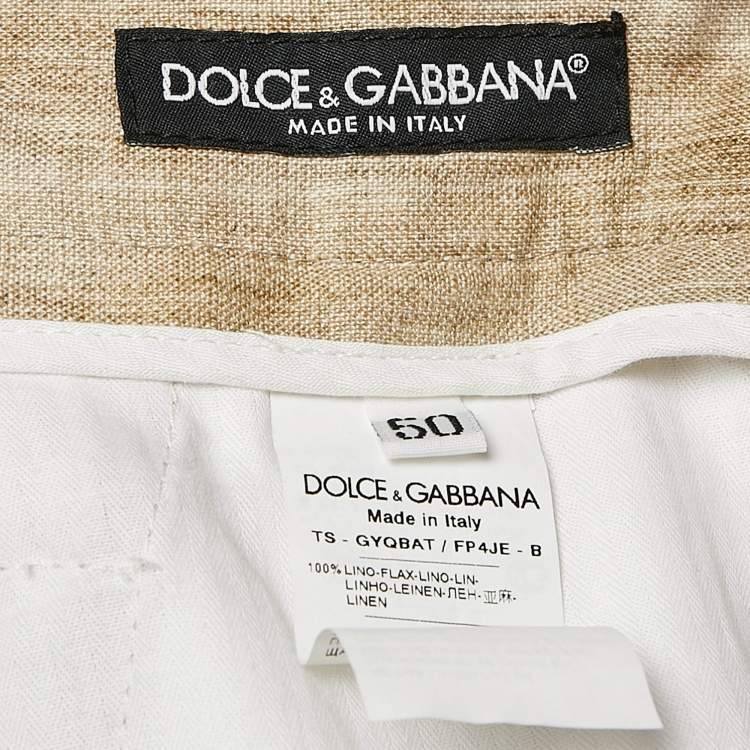 DOLCE & GABBANA®
MADE IN ITALY
50
DOLCE & GABBANA
Made in Italy
TS - GYQBAT / FP4JE - B
100% LINO-FLAX-LINO-LIN-
LINHO-LEINEN-ЛЕН-亚麻-
LINEN